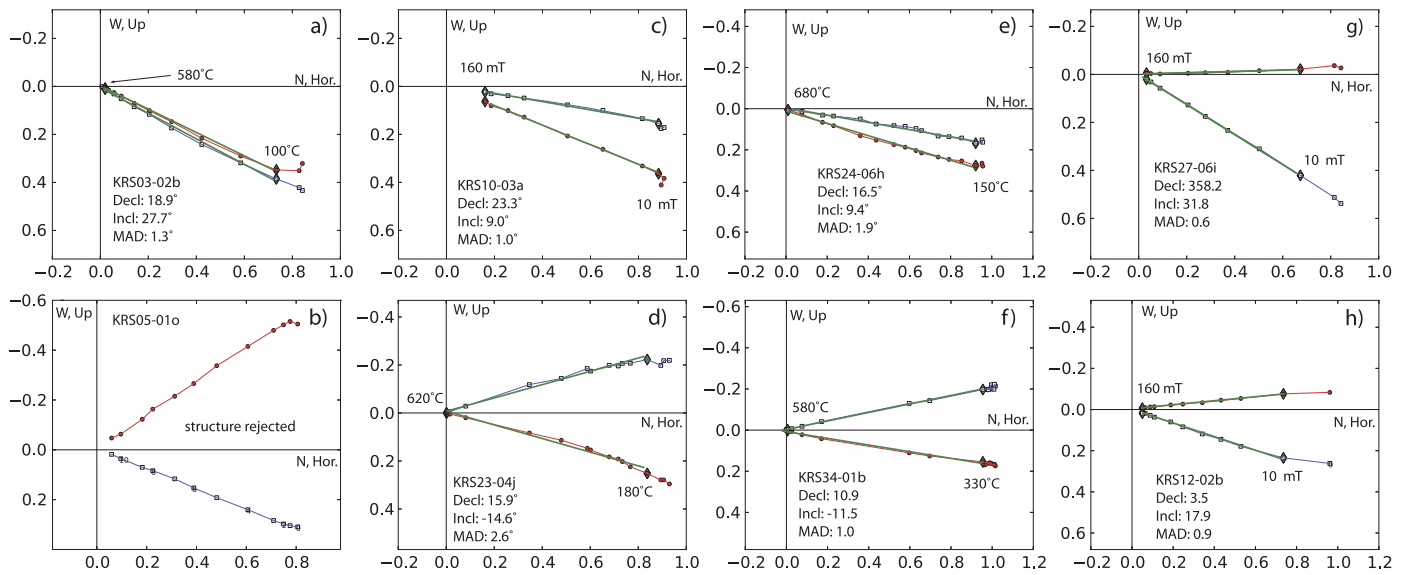 a)
W, Up
N, Hor.
580˚C
100˚C
KRS03-02b
Decl: 18.9˚
Incl: 27.7˚
MAD: 1.3˚
−0.2
0.0
0.2
0.4
0.6
−0.2 0.0 0.2 0.4 0.6 0.8 1.0
c)
W, Up
N, Hor.
160 mT
10 mT
KRS10-03a
Decl: 23.3˚
Incl: 9.0˚
MAD: 1.0˚
−0.2
0.0
0.2
0.4
0.6
−0.2 0.0 0.2 0.4 0.6 0.8 1.0
e)
W, Up
N, Hor.
680˚C
150˚C
KRS24-06h
Decl: 16.5˚
Incl: 9.4˚
MAD: 1.9˚
−0.4
−0.2
0.0
0.2
0.4
0.6
−0.2 0.0 0.2 0.4 0.6 0.8 1.0 1.2
g)
W, Up
N, Hor.
160 mT
10 mT
KRS27-06i
Decl: 358.2
Incl: 31.8
MAD: 0.6
−0.2
0.0
0.2
0.4
0.6
−0.2 0.0 0.2 0.4 0.6 0.8 1.0
b)
W, Up
KRS05-01o
N, Hor.
structure rejected
−0.6
−0.4
−0.2
0.0
0.2
0.0 0.2 0.4 0.6 0.8
d)
W, Up
N, Hor.
620˚C
180˚C
KRS23-04j
Decl: 15.9˚
Incl: -14.6˚
MAD: 2.6˚
−0.4
−0.2
0.0
0.2
0.4
−0.2 0.0 0.2 0.4 0.6 0.8 1.0
f)
W, Up
N, Hor.
580˚C
330˚C
KRS34-01b
Decl: 10.9
Incl: -11.5
MAD: 1.0
−0.4
−0.2
0.0
0.2
0.4
0.6
−0.2 0.0 0.2 0.4 0.6 0.8 1.0 1.2
h)
W, Up
N, Hor.
160 mT
10 mT
KRS12-02b
Decl: 3.5
Incl: 17.9
MAD: 0.9
−0.4
−0.2
0.0
0.2
0.4
0.6
−0.2 0.0 0.2 0.4 0.6 0.8 1.0 1.2